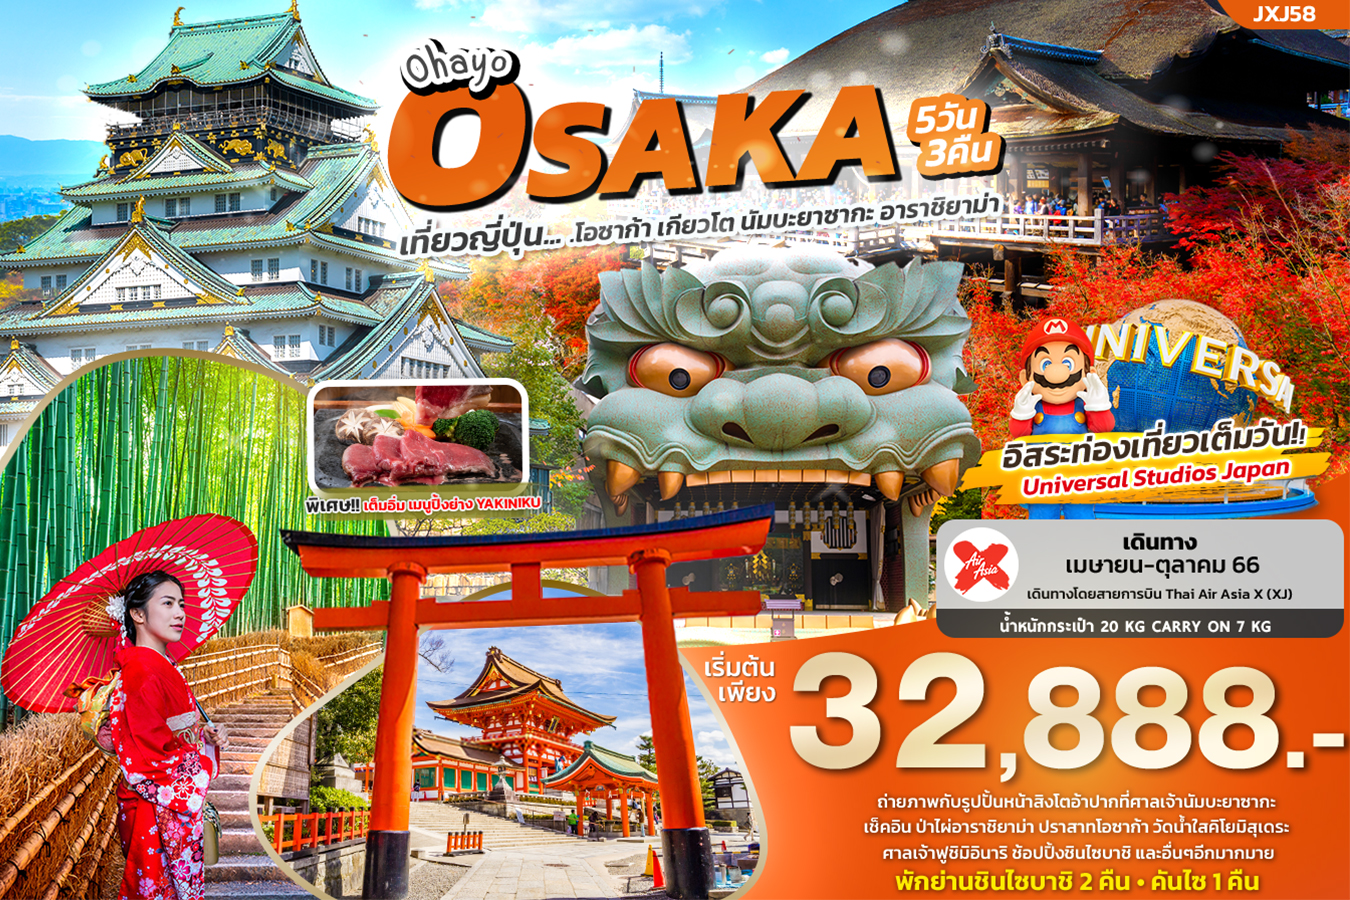 JXJ58
Ohayo
OSAKA
5วัน
3คืน
เที่ยวญี่ปุ่น... .โอซาก้า เกียวโต นัมบะยาซากะ อาราชิยาม่า
M
UNIVERSA
อิสระท่องเที่ยวเต็มวัน!!
Universal Studios Japan
พิเศษ!! เต็มอิ่ม เมนูปิ้งย่าง YAKINIKU
Air Asia X
เดินทาง
เมษายน-ตุลาคม 66
เดินทางโดยสายการบิน Thai Air Asia X (XJ)
น้ำหนักกระเป๋า 20 KG CARRY ON 7 KG
เริ่มต้น
เพียง
32,888.-
ถ่ายภาพกับรูปปั้นหน้าสิงโตอ้าปากที่ศาลเจ้านัมบะยาซากะ
เช็คอิน ป่าไผ่อาราชิยาม่า ปราสาทโอซาก้า วัดน้ำใสคิโยมิสุเดระ
ศาลเจ้าฟูชิมิอินาริ ช้อปปิ้งชินไซบาชิ และอื่นๆอีกมากมาย
พักย่านชินไซบาชิ 2 คืน • คันไซ 1 คืน